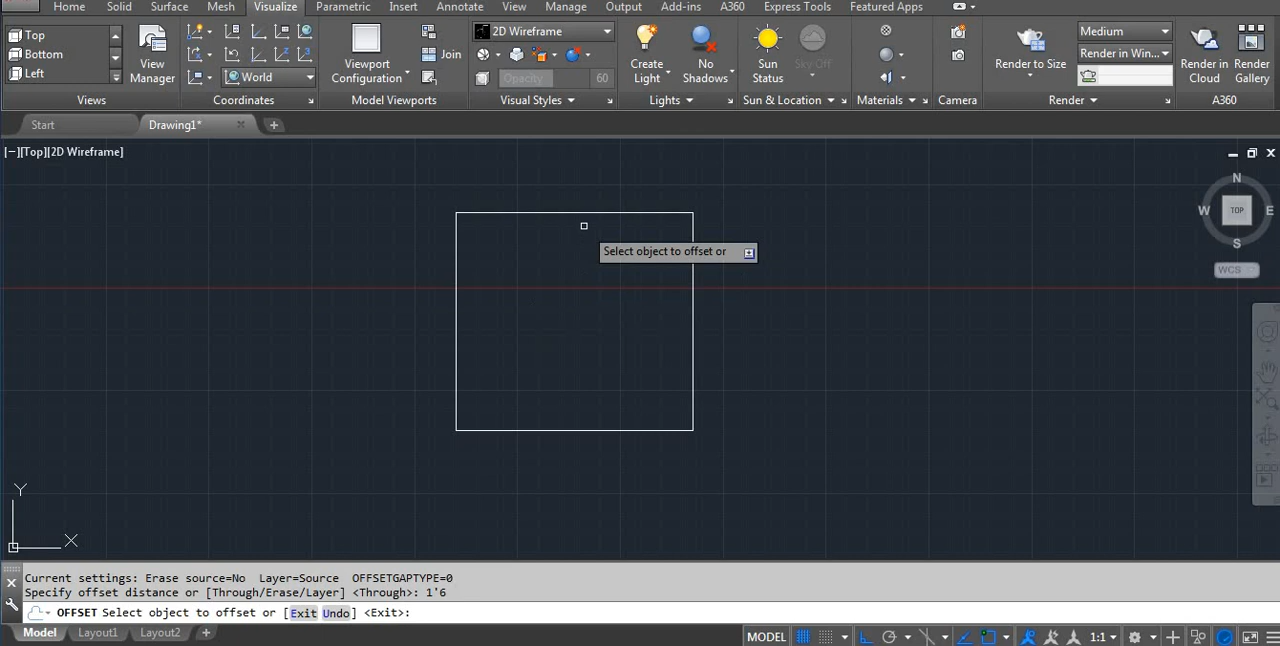 Home Solid Surface Mesh Visualize Parametric Insert Annotate View Manage Output Add-ins A360 Express Tools Featured Apps
Top
Bottom
Left
View
Manager
Views
World
Coordinates
Viewport
Configuration
Join
Model Viewports
2D Wireframe
Opacity 60
Visual Styles
Create
Light
No
Shadows
Lights
Sun
Status
Sky Off
Sun & Location
Materials
Camera
Render to Size
Medium
Render in Win...
Render
Render in
Cloud
Render
Gallery
A360
Start Drawing1*
[−][Top][2D Wireframe]
N
W TOP E
S
WCS
Select object to offset or
Y
X
Current settings: Erase source=No Layer=Source OFFSETGAPTYPE=0
Specify offset distance or [Through/Erase/Layer] <Through>: 1'6
OFFSET Select object to offset or [Exit Undo] <Exit>:
Model Layout1 Layout2 +
MODEL 1:1